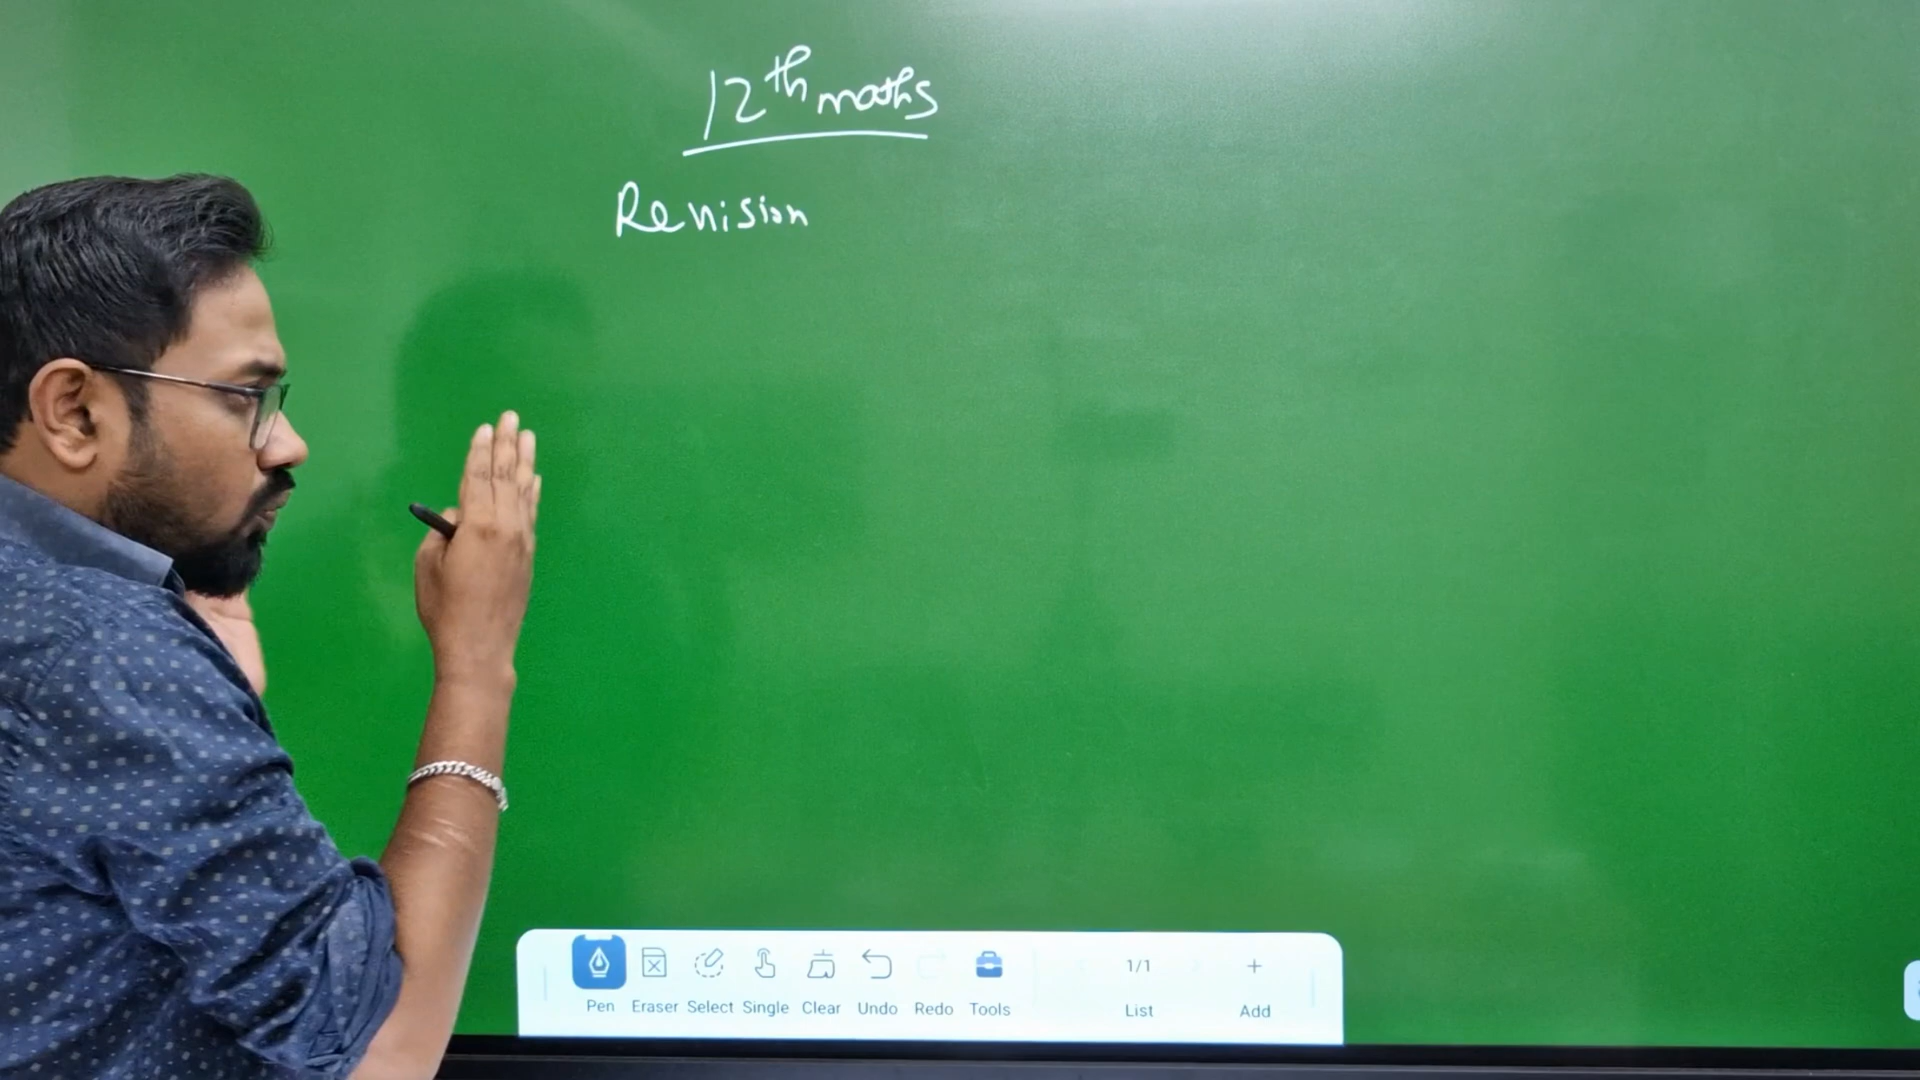 12th maths
Revision
Pen Eraser Select Single Clear Undo Redo Tools 1/1 List Add